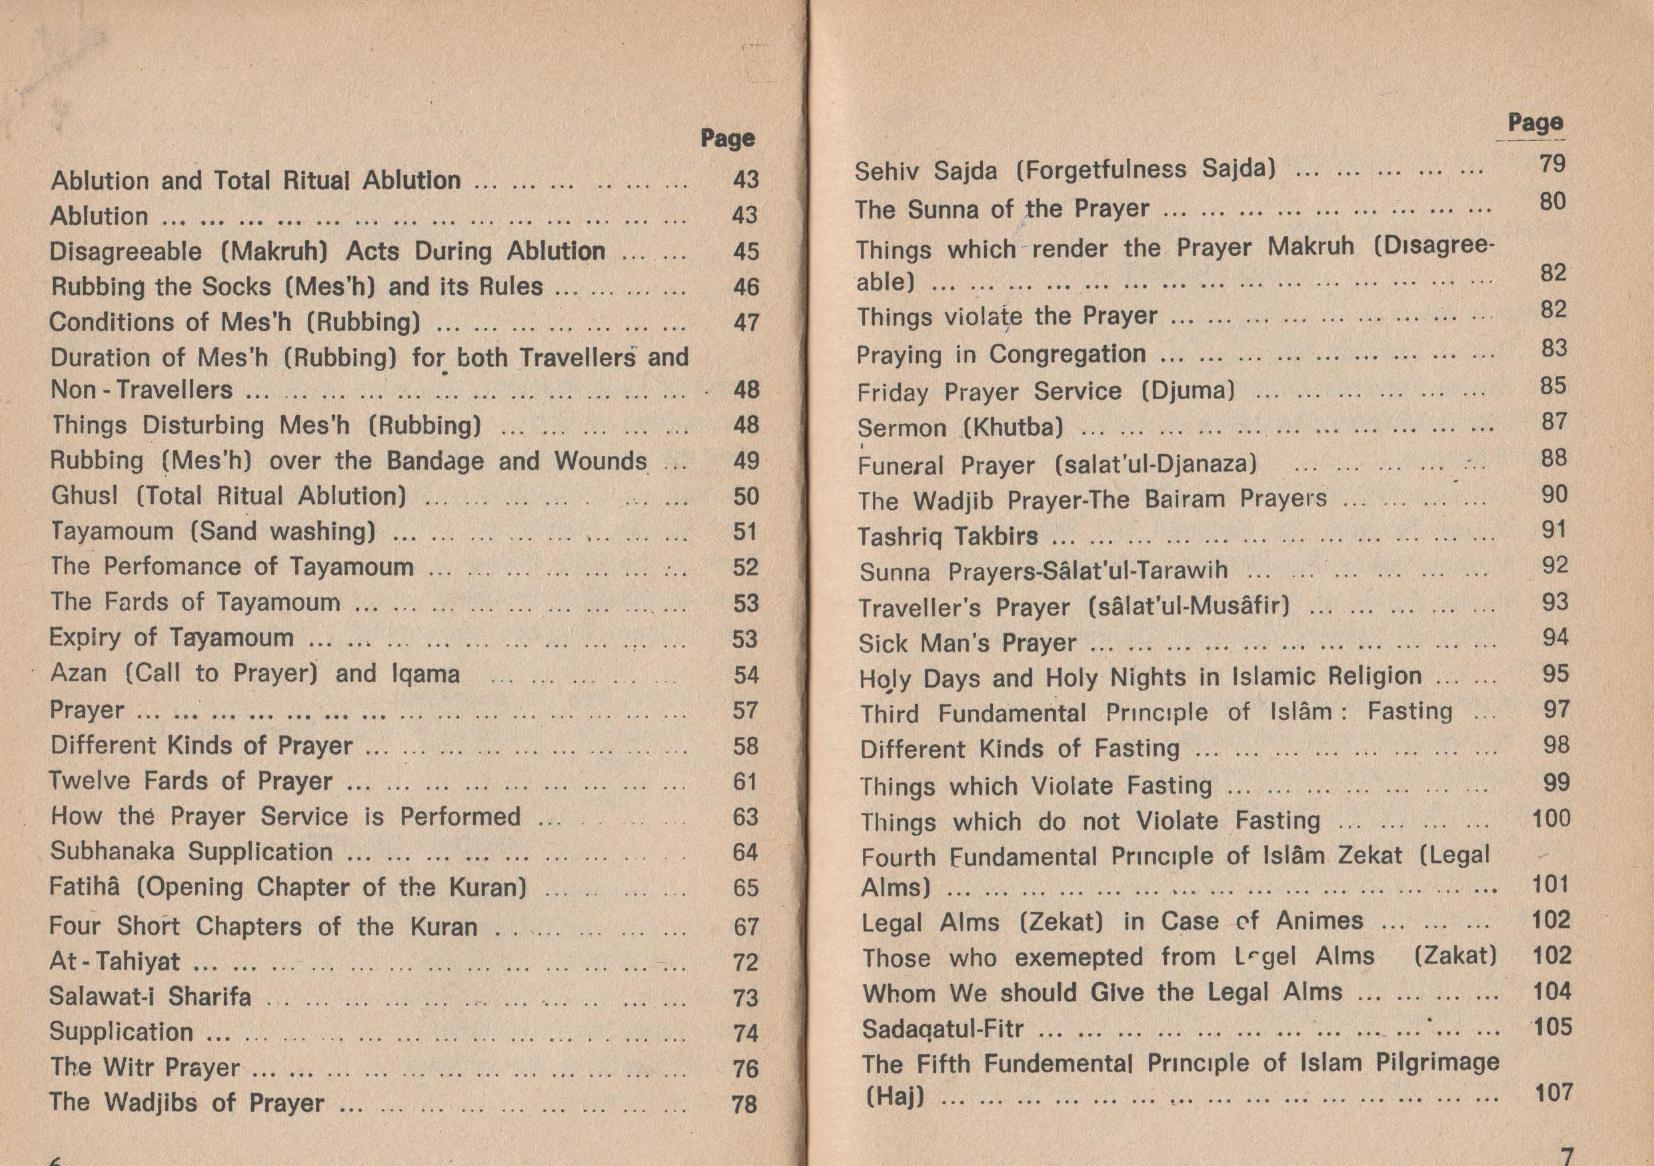 Page
Ablution and Total Ritual Ablution ... ... ... .. ... ... 43
Ablution ... ... ... ... ... ... ... ... ... ... ... ... ... ... 43
Disagreeable (Makruh) Acts During Ablution ... ... 45
Rubbing the Socks (Mes'h) and its Rules ... ... ... ... 46
Conditions of Mes'h (Rubbing) ... ... ... ... ... ... ... 47
Duration of Mes'h (Rubbing) for both Travellers and
Non - Travellers ... ... ... ... ... ... ... ... ... ... ... ... 48
Things Disturbing Mes'h (Rubbing) ... ... ... ... ... 48
Rubbing (Mes'h) over the Bandage and Wounds ... 49
Ghusl (Total Ritual Ablution) ... ... ... ... ... ... ... 50
Tayamoum (Sand washing) ... ... ... ... ... ... ... ... 51
The Perfomance of Tayamoum ... ... ... ... ... ... ... 52
The Fards of Tayamoum ... ... ... ... ... ... ... ... ... 53
Expiry of Tayamoum ... ... ... ... ... ... ... ... ... ... 53
Azan (Call to Prayer) and Iqama ... ... ... ... ... 54
Prayer ... ... ... ... ... ... ... ... ... ... ... ... ... ... ... 57
Different Kinds of Prayer ... ... ... ... ... ... ... ... ... 58
Twelve Fards of Prayer ... ... ... ... ... ... ... ... ... 61
How the Prayer Service is Performed ... ... ... ... 63
Subhanaka Supplication ... ... ... ... ... ... ... ... ... 64
Fatihâ (Opening Chapter of the Kuran) ... ... ... ... 65
Four Short Chapters of the Kuran . . ... ... ... ... ... 67
At - Tahiyat ... ... ... ... ... ... ... ... ... ... ... ... ... 72
Salawat-i Sharifa ... ... ... ... ... ... ... ... ... ... ... 73
Supplication ... ... ... ... ... ... ... ... ... ... ... ... ... 74
The Witr Prayer ... ... ... ... ... ... ... ... ... ... ... ... 76
The Wadjibs of Prayer ... ... ... ... ... ... ... ... ... 78
6
Page
Sehiv Sajda (Forgetfulness Sajda) ... ... ... ... ... 79
The Sunna of the Prayer ... ... ... ... ... ... ... ... ... 80
Things which render the Prayer Makruh (Disagree-
able) ... ... ... ... ... ... ... ... ... ... ... ... ... ... ... 82
Things violate the Prayer ... ... ... ... ... ... ... ... ... 82
Praying in Congregation ... ... ... ... ... ... ... ... ... 83
Friday Prayer Service (Djuma) ... ... ... ... ... ... ... 85
Sermon (Khutba) ... ... ... ... ... ... ... ... ... ... ... 87
Funeral Prayer (salat'ul-Djanaza) ... ... ... ... ... 88
The Wadjib Prayer-The Bairam Prayers ... ... ... ... 90
Tashriq Takbirs ... ... ... ... ... ... ... ... ... ... ... ... 91
Sunna Prayers-Sâlat'ul-Tarawih ... ... ... ... ... ... ... 92
Traveller's Prayer (sâlat'ul-Musâfir) ... ... ... ... ... 93
Sick Man's Prayer ... ... ... ... ... ... ... ... ... ... ... 94
Holy Days and Holy Nights in Islamic Religion ... ... 95
Third Fundamental Principle of Islâm : Fasting ... 97
Different Kinds of Fasting ... ... ... ... ... ... ... ... 98
Things which Violate Fasting ... ... ... ... ... ... ... 99
Things which do not Violate Fasting ... ... ... ... ... 100
Fourth Fundamental Principle of Islâm Zekat (Legal
Alms) ... ... ... ... ... ... ... ... ... ... ... ... ... ... ... 101
Legal Alms (Zekat) in Case of Animes ... ... ... 102
Those who exemepted from Legel Alms (Zakat) 102
Whom We should Give the Legal Alms ... ... ... ... 104
Sadaqatul-Fitr ... ... ... ... ... ... ... ... ... ... ... ... ... 105
The Fifth Fundemental Principle of Islam Pilgrimage
(Haj) ... ... ... ... ... ... ... ... ... ... ... ... ... ... ... 107
7